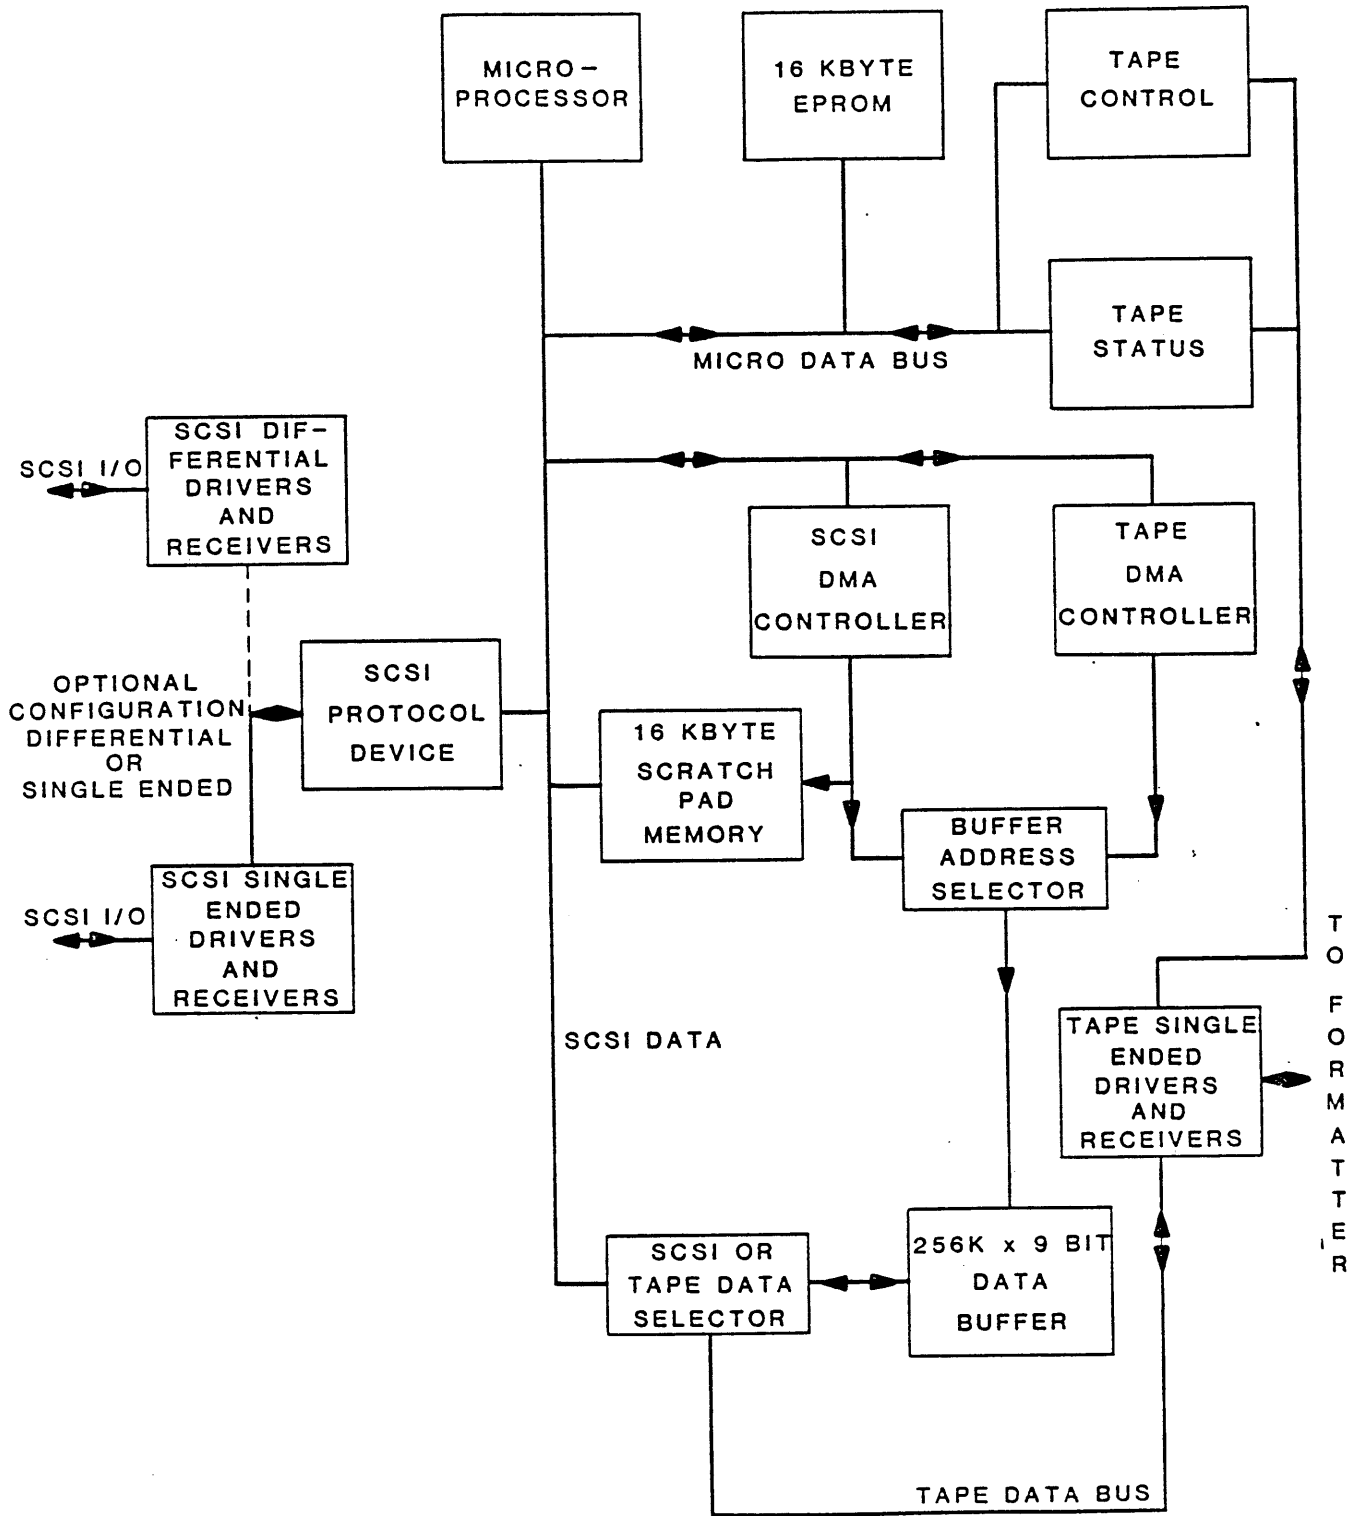 MICRO-
PROCESSOR
16 KBYTE
EPROM
TAPE
CONTROL
TAPE
STATUS
MICRO DATA BUS
SCSI I/O
SCSI DIF-
FERENTIAL
DRIVERS
AND
RECEIVERS
SCSI
DMA
CONTROLLER
TAPE
DMA
CONTROLLER
OPTIONAL
CONFIGURATION
DIFFERENTIAL
OR
SINGLE ENDED
SCSI
PROTOCOL
DEVICE
16 KBYTE
SCRATCH
PAD
MEMORY
BUFFER
ADDRESS
SELECTOR
SCSI I/O
SCSI SINGLE
ENDED
DRIVERS
AND
RECEIVERS
SCSI DATA
TAPE SINGLE
ENDED
DRIVERS
AND
RECEIVERS
TO FORMATTER
SCSI OR
TAPE DATA
SELECTOR
256K x 9 BIT
DATA
BUFFER
TAPE DATA BUS